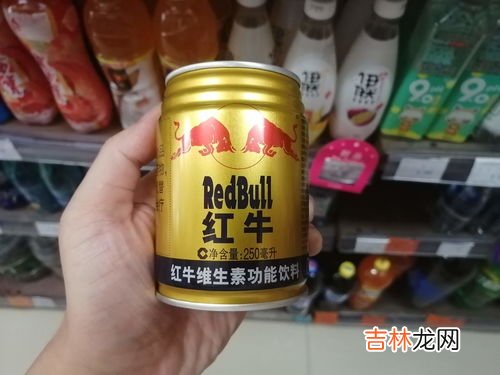 RedBull
红牛
净含量:250毫升
红牛维生素功能饮料
吉林龙网